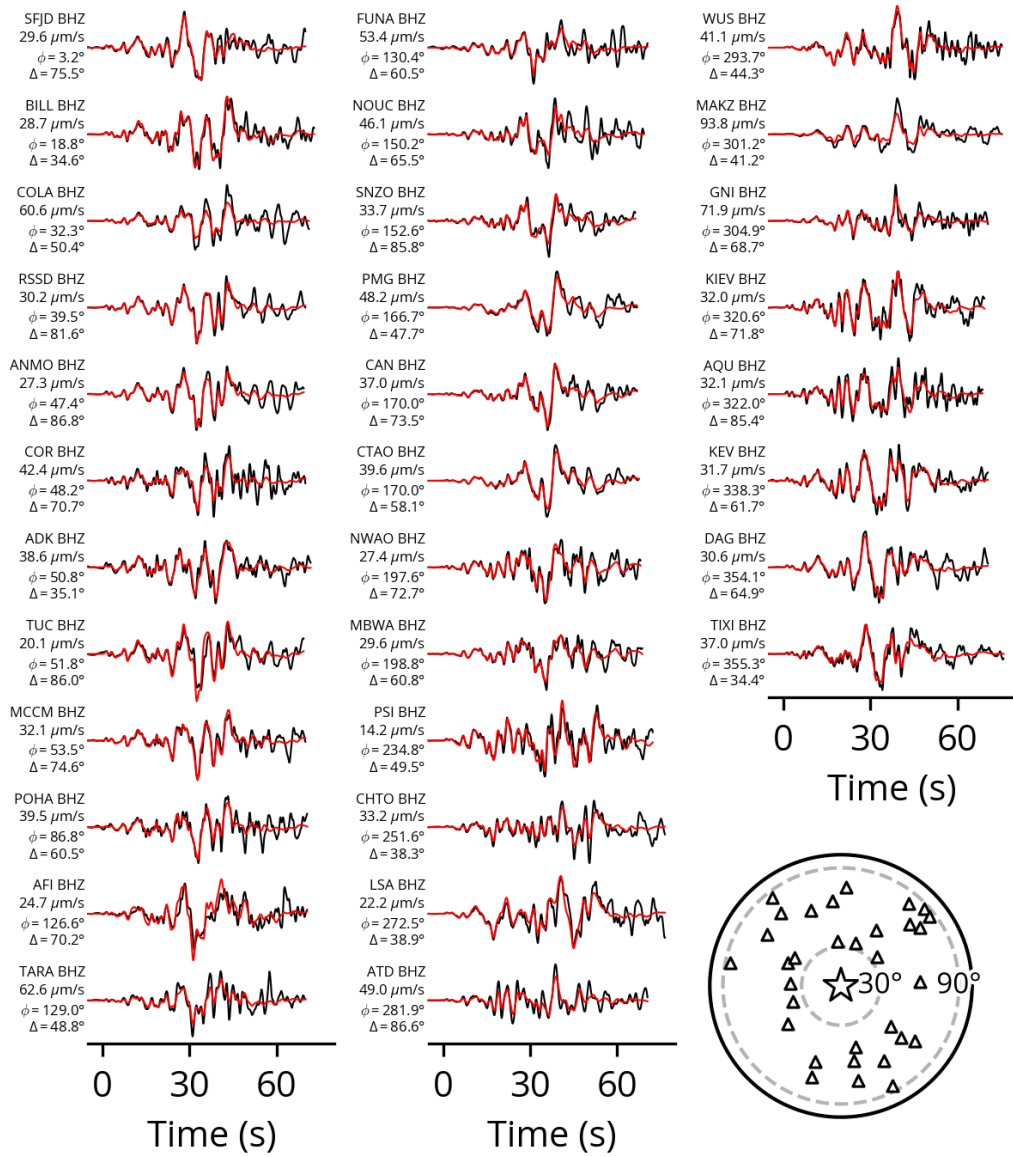 SFJD BHZ
29.6 μm/s
ϕ = 3.2°
Δ = 75.5°
BILL BHZ
28.7 μm/s
ϕ = 18.8°
Δ = 34.6°
COLA BHZ
60.6 μm/s
ϕ = 32.3°
Δ = 50.4°
RSSD BHZ
30.2 μm/s
ϕ = 39.5°
Δ = 81.6°
ANMO BHZ
27.3 μm/s
ϕ = 47.4°
Δ = 86.8°
COR BHZ
42.4 μm/s
ϕ = 48.2°
Δ = 70.7°
ADK BHZ
38.6 μm/s
ϕ = 50.8°
Δ = 35.1°
TUC BHZ
20.1 μm/s
ϕ = 51.8°
Δ = 86.0°
MCCM BHZ
32.1 μm/s
ϕ = 53.5°
Δ = 74.6°
POHA BHZ
39.5 μm/s
ϕ = 86.8°
Δ = 60.5°
AFI BHZ
24.7 μm/s
ϕ = 126.6°
Δ = 70.2°
TARA BHZ
62.6 μm/s
ϕ = 129.0°
Δ = 48.8°
0 30 60
Time (s)
FUNA BHZ
53.4 μm/s
ϕ = 130.4°
Δ = 60.5°
NOUC BHZ
46.1 μm/s
ϕ = 150.2°
Δ = 65.5°
SNZO BHZ
33.7 μm/s
ϕ = 152.6°
Δ = 85.8°
PMG BHZ
48.2 μm/s
ϕ = 166.7°
Δ = 47.7°
CAN BHZ
37.0 μm/s
ϕ = 170.0°
Δ = 73.5°
CTAO BHZ
39.6 μm/s
ϕ = 170.0°
Δ = 58.1°
NWAO BHZ
27.4 μm/s
ϕ = 197.6°
Δ = 72.7°
MBWA BHZ
29.6 μm/s
ϕ = 198.8°
Δ = 60.8°
PSI BHZ
14.2 μm/s
ϕ = 234.8°
Δ = 49.5°
CHTO BHZ
33.2 μm/s
ϕ = 251.6°
Δ = 38.3°
LSA BHZ
22.2 μm/s
ϕ = 272.5°
Δ = 38.9°
ATD BHZ
49.0 μm/s
ϕ = 281.9°
Δ = 86.6°
0 30 60
Time (s)
WUS BHZ
41.1 μm/s
ϕ = 293.7°
Δ = 44.3°
MAKZ BHZ
93.8 μm/s
ϕ = 301.2°
Δ = 41.2°
GNI BHZ
71.9 μm/s
ϕ = 304.9°
Δ = 68.7°
KIEV BHZ
32.0 μm/s
ϕ = 320.6°
Δ = 71.8°
AQU BHZ
32.1 μm/s
ϕ = 322.0°
Δ = 85.4°
KEV BHZ
31.7 μm/s
ϕ = 338.3°
Δ = 61.7°
DAG BHZ
30.6 μm/s
ϕ = 354.1°
Δ = 64.9°
TIXI BHZ
37.0 μm/s
ϕ = 355.3°
Δ = 34.4°
0 30 60
Time (s)
30° 90°